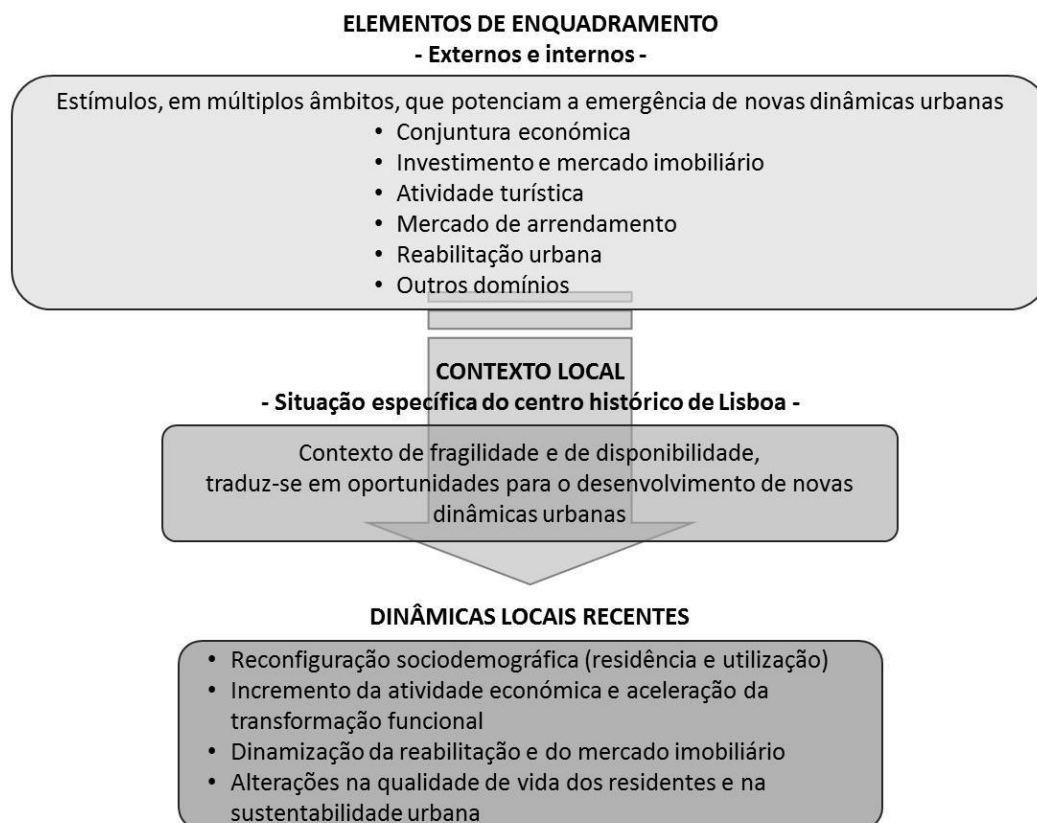 ELEMENTOS DE ENQUADRAMENTO
- Externos e internos -
Estímulos, em múltiplos âmbitos, que potenciam a emergência de novas dinâmicas urbanas
• Conjuntura económica
• Investimento e mercado imobiliário
• Atividade turística
• Mercado de arrendamento
• Reabilitação urbana
• Outros domínios
CONTEXTO LOCAL
- Situação específica do centro histórico de Lisboa -
Contexto de fragilidade e de disponibilidade,
traduz-se em oportunidades para o desenvolvimento de novas
dinâmicas urbanas
DINÂMICAS LOCAIS RECENTES
• Reconfiguração sociodemográfica (residência e utilização)
• Incremento da atividade económica e aceleração da
transformação funcional
• Dinamização da reabilitação e do mercado imobiliário
• Alterações na qualidade de vida dos residentes e na
sustentabilidade urbana